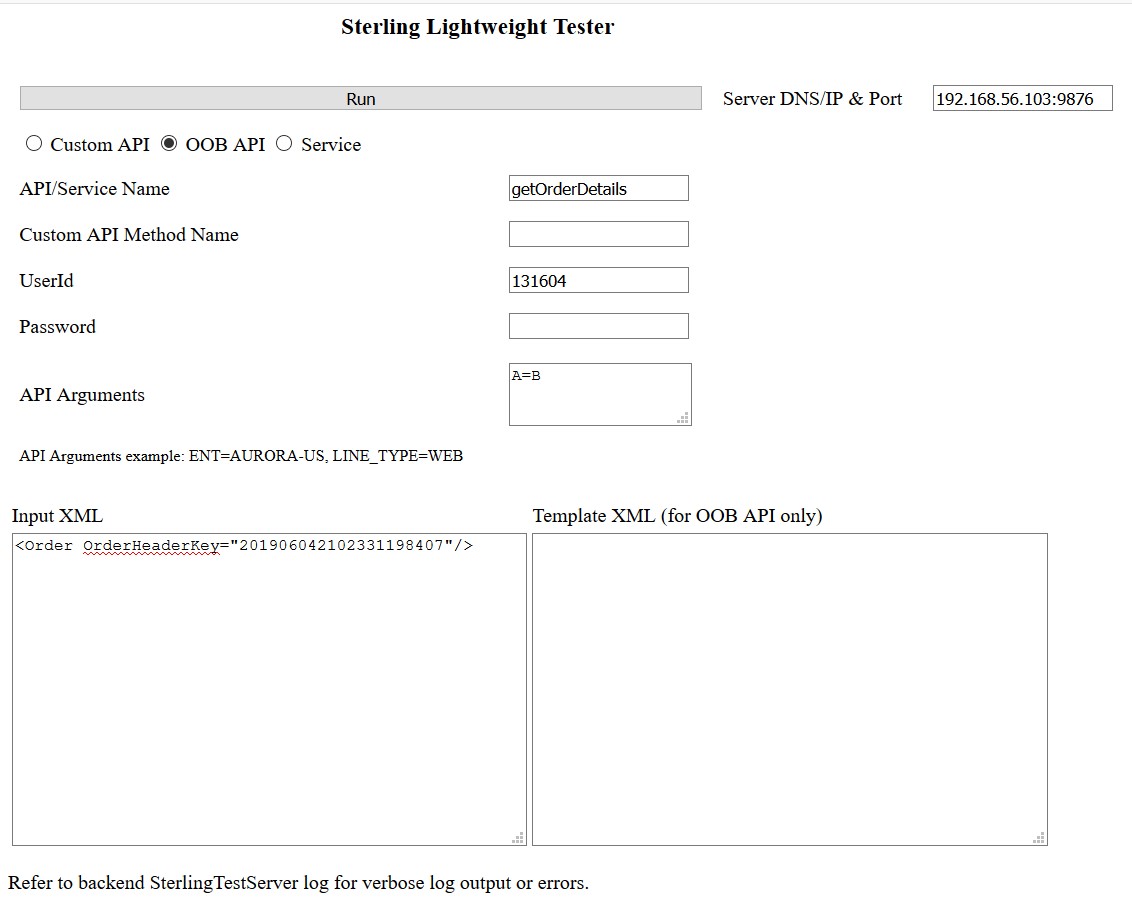 Sterling Lightweight Tester
Run Server DNS/IP & Port 192.168.56.103:9876
Custom API OOB API Service
API/Service Name getOrderDetails
Custom API Method Name
UserId 131604
Password
API Arguments A=B
API Arguments example: ENT=AURORA-US, LINE_TYPE=WEB
Input XML Template XML (for OOB API only)
<Order OrderHeaderKey="201906042102331198407"/>
Refer to backend SterlingTestServer log for verbose log output or errors.